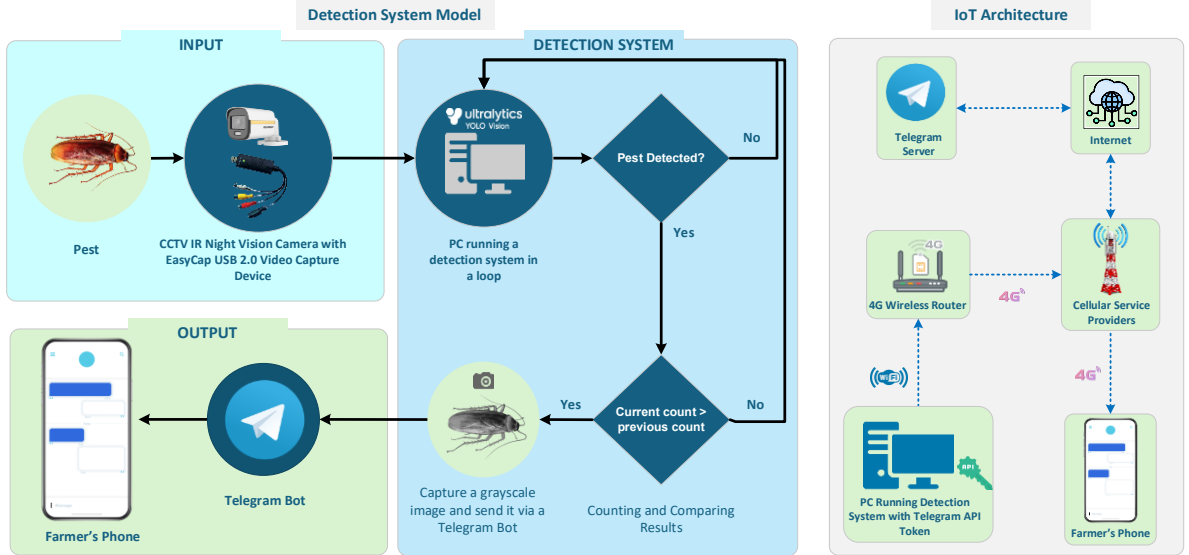 Detection System Model
INPUT
Pest
CCTV IR Night Vision Camera with
EasyCap USB 2.0 Video Capture
Device
DETECTION SYSTEM
ultralytics
YOLO Vision
PC running a
detection system in
a loop
Pest Detected?
No
Yes
Current count >
previous count
No
Yes
Counting and Comparing
Results
Capture a grayscale
image and send it via a
Telegram Bot
OUTPUT
Telegram Bot
Farmer's Phone
IoT Architecture
Telegram
Server
Internet
4G
4G Wireless Router
4G
Cellular Service
Providers
WiFi
4G
API
PC Running Detection
System with Telegram API
Token
Farmer's Phone